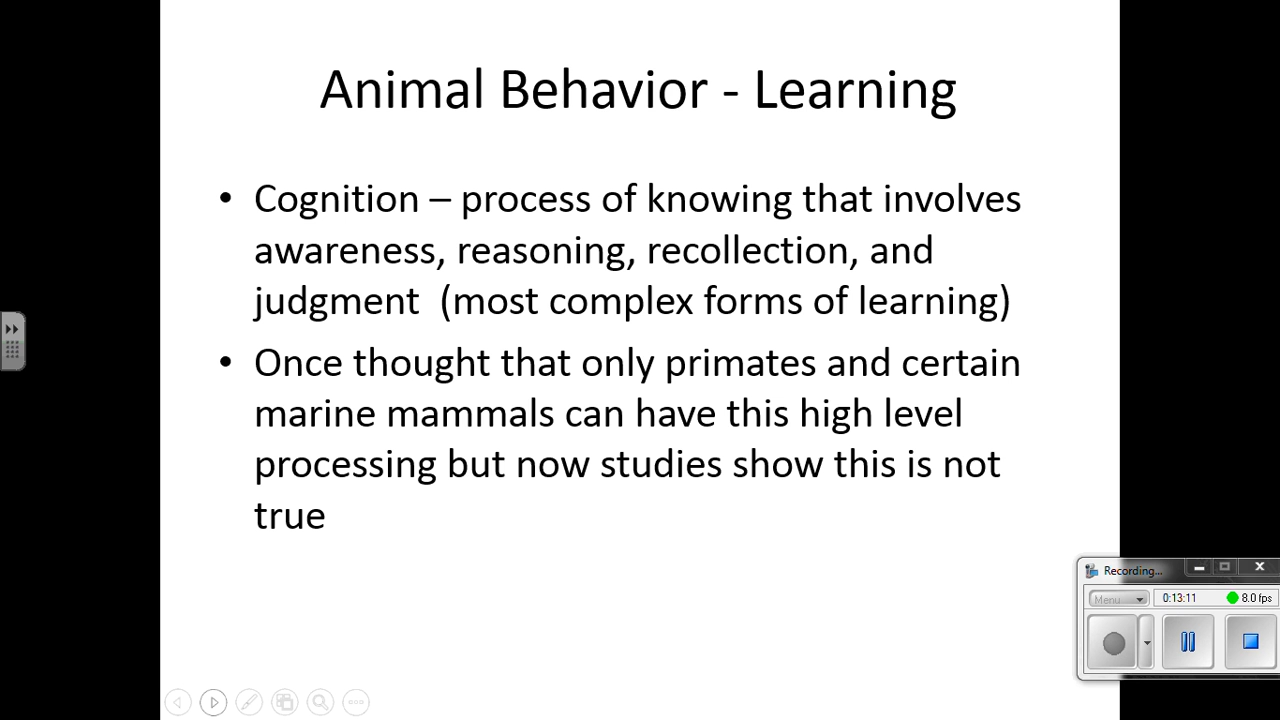 Animal Behavior - Learning
• Cognition – process of knowing that involves
awareness, reasoning, recollection, and
judgment  (most complex forms of learning)
• Once thought that only primates and certain
marine mammals can have this high level
processing but now studies show this is not
true
Recording...
Menu
0:13:11
8.0 fps